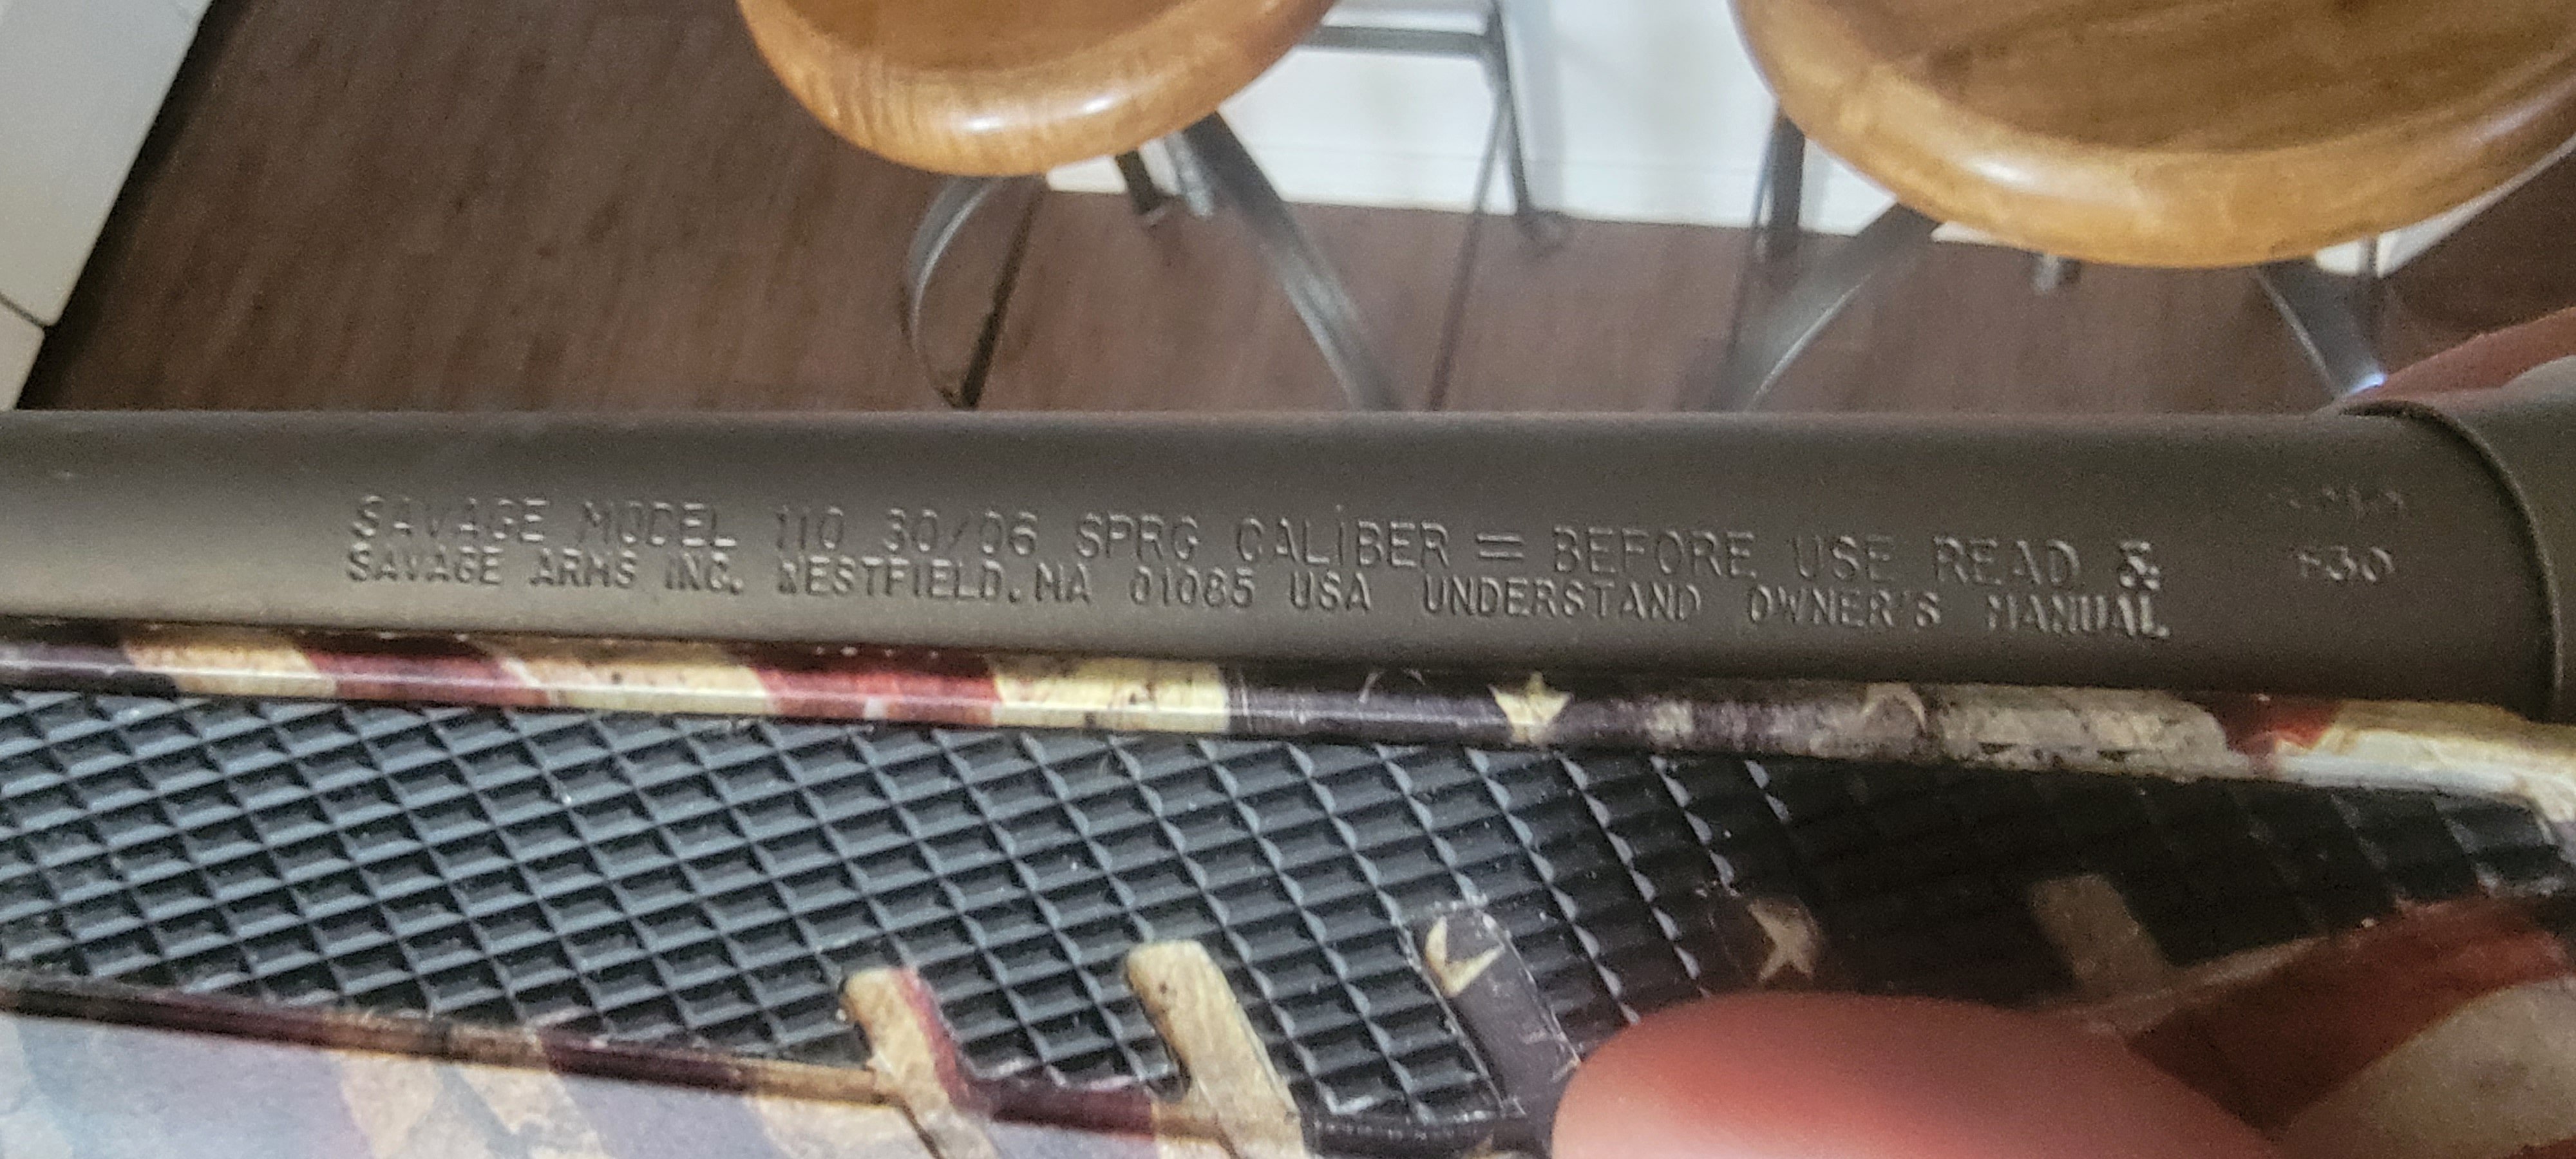 SAVAGE MODEL 110 30/06 SPRG CALIBER = BEFORE USE READ &
SAVAGE ARMS INC. WESTFIELD. MA 01085 USA UNDERSTAND OWNER'S MANUAL